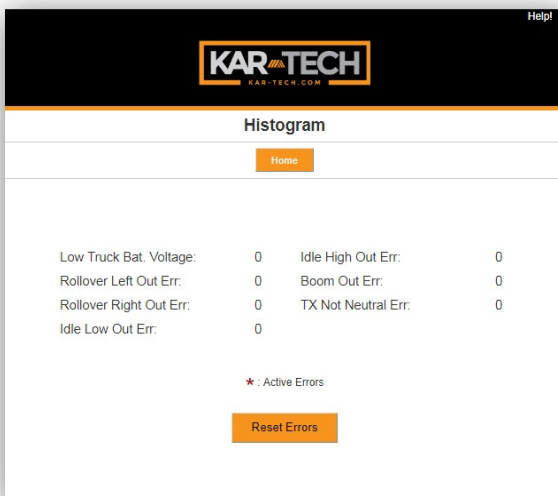 Help!
KAR TECH
KAR-TECH.COM
Histogram
Home
Low Truck Bat. Voltage: 0 Idle High Out Err: 0
Rollover Left Out Err: 0 Boom Out Err: 0
Rollover Right Out Err: 0 TX Not Neutral Err: 0
Idle Low Out Err: 0
* : Active Errors
Reset Errors